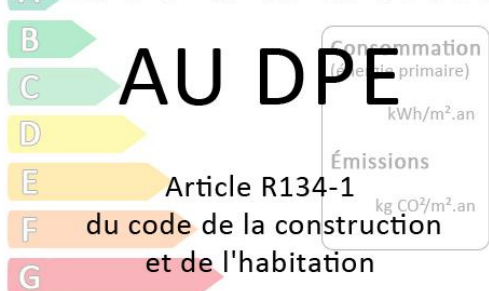 A
B
Consommation
AU DPE
(énergie primaire)
C
kWh/m².an
D
Émissions
E
Article R134-1
kg CO²/m².an
F
du code de la construction
et de l'habitation
G